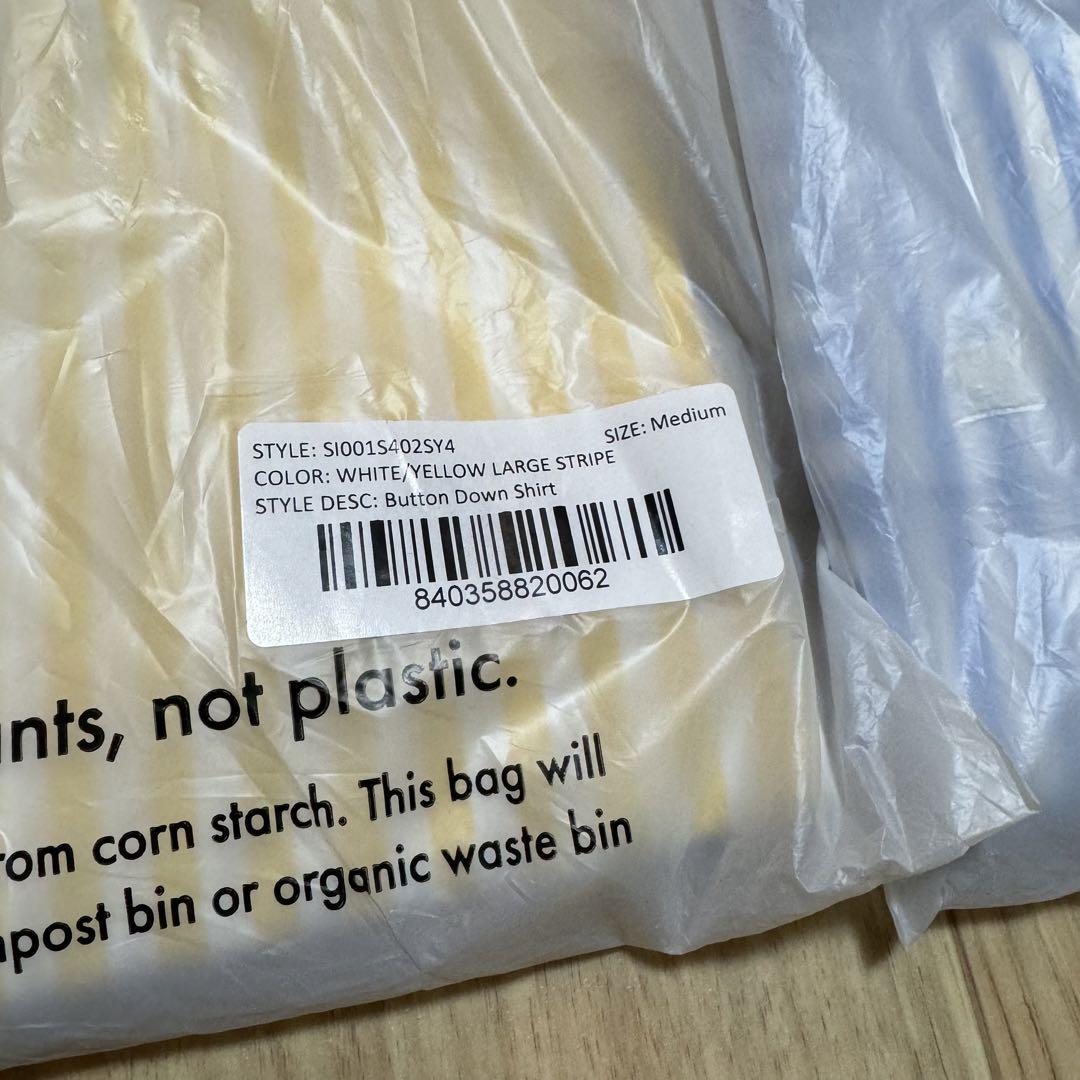 STYLE: SI001S402SY4
SIZE: Medium
COLOR: WHITE/YELLOW LARGE STRIPE
STYLE DESC: Button Down Shirt
840358820062
nts, not plastic.
rom corn starch. This bag will
post bin or organic waste bin